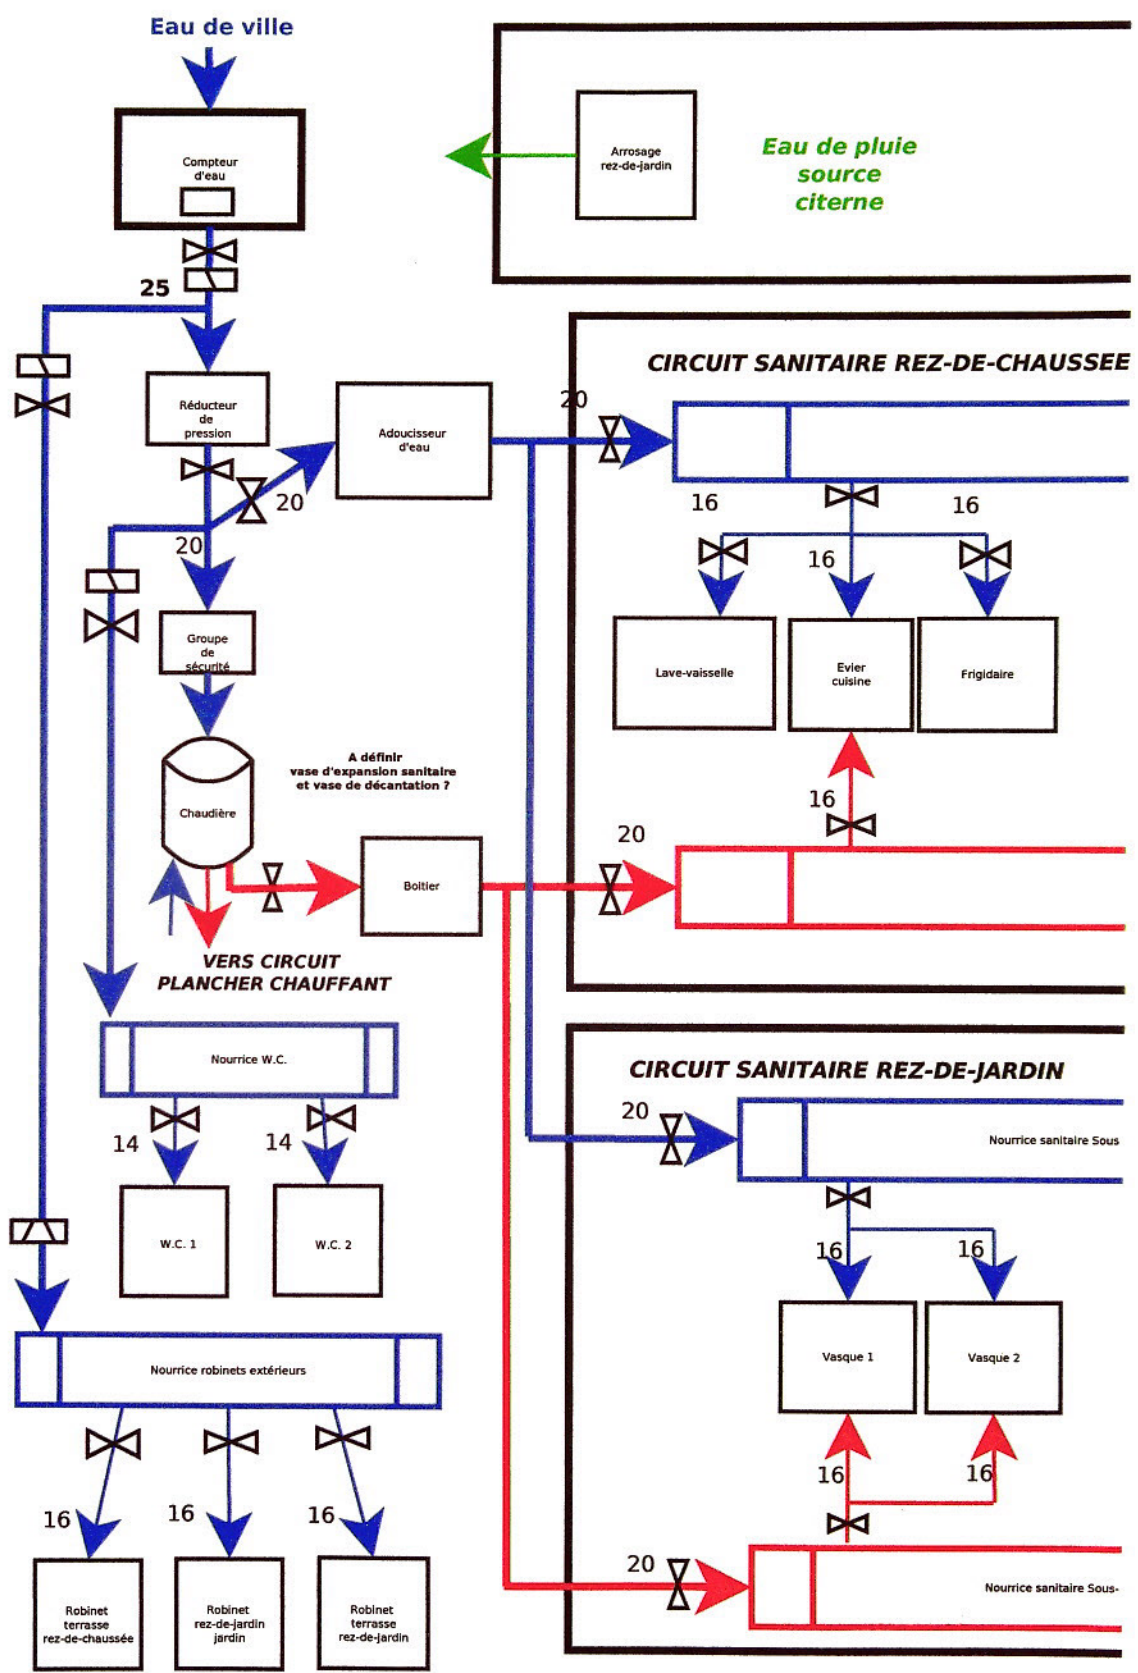 Eau de ville
Compteur
d'eau
Arrosage
rez-de-jardin
Eau de pluie
source
citerne
25
CIRCUIT SANITAIRE REZ-DE-CHAUSSEE
Réducteur
de
pression
Adoucisseur
d'eau
20
20
20
16
16
16
Groupe
de
sécurité
Lave-vaisselle
Evier
cuisine
Frigidaire
A définir
vase d'expansion sanitaire
et vase de décantation ?
Chaudière
16
20
Boitier
VERS CIRCUIT
PLANCHER CHAUFFANT
Nourrice W.C.
CIRCUIT SANITAIRE REZ-DE-JARDIN
20
Nourrice sanitaire Sous
14
14
W.C. 1
W.C. 2
16
16
Vasque 1
Vasque 2
Nourrice robinets extérieurs
16
16
16
16
16
20
Nourrice sanitaire Sous-
Robinet
terrasse
rez-de-chaussée
Robinet
rez-de-jardin
jardin
Robinet
terrasse
rez-de-jardin